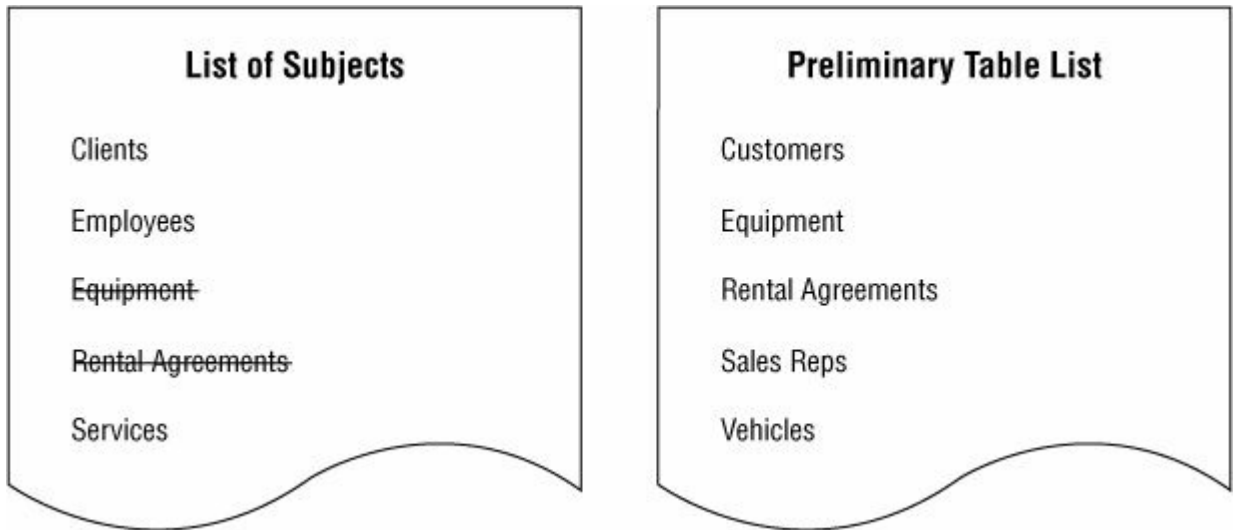 List of Subjects
Clients
Employees
Equipment
Rental Agreements
Services
Preliminary Table List
Customers
Equipment
Rental Agreements
Sales Reps
Vehicles